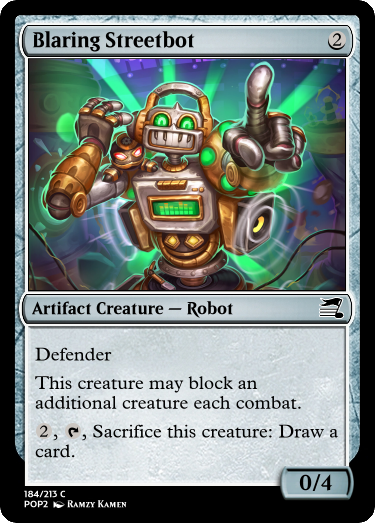 Blaring Streetbot 2
Artifact Creature — Robot
Defender
This creature may block an
additional creature each combat.
2, , Sacrifice this creature: Draw a
card.
0/4
184/213 C
POP2 Ramzy Kamen